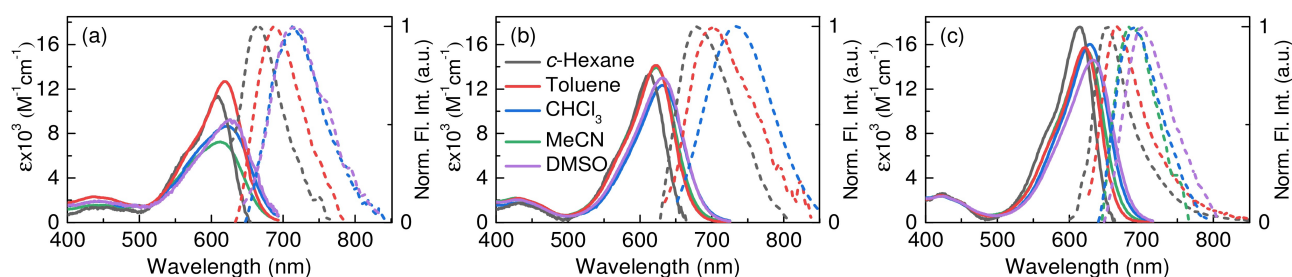 (a)
εx10³ (M⁻¹cm⁻¹)
16
12
8
4
0
400 500 600 700 800
Wavelength (nm)
1
0
Norm. Fl. Int. (a.u.)
(b)
εx10³ (M⁻¹cm⁻¹)
16
12
8
4
0
c-Hexane
Toluene
CHCl₃
MeCN
DMSO
400 500 600 700 800
Wavelength (nm)
1
0
Norm. Fl. Int. (a.u.)
(c)
εx10³ (M⁻¹cm⁻¹)
16
12
8
4
0
400 500 600 700 800
Wavelength (nm)
1
0
Norm. Fl. Int. (a.u.)